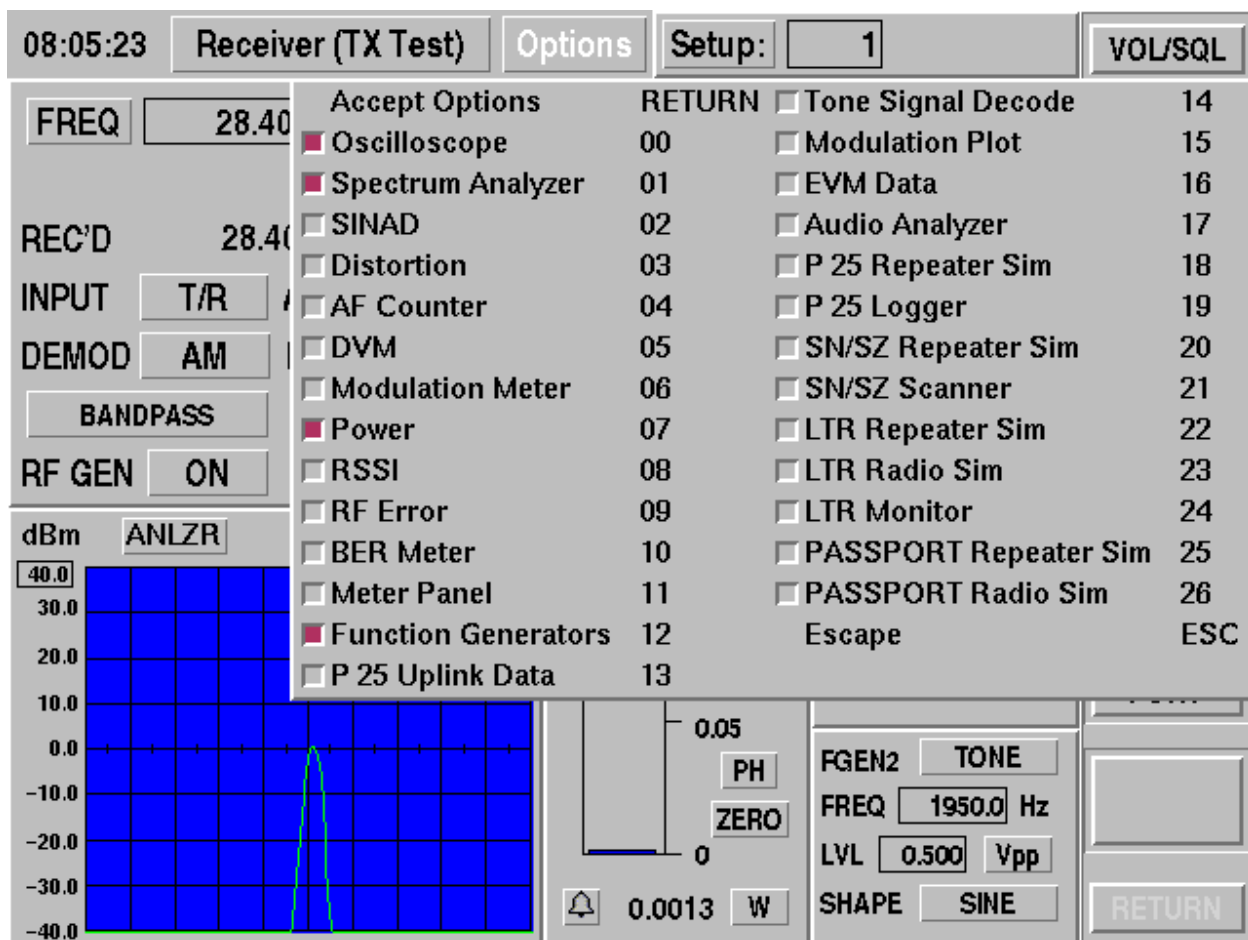 08:05:23 Receiver (TX Test) Options Setup: 1 VOL/SQL
FREQ 28.40
REC'D 28.40
INPUT T/R
DEMOD AM
BANDPASS
RF GEN ON
Accept Options RETURN
Oscilloscope 00
Spectrum Analyzer 01
SINAD 02
Distortion 03
AF Counter 04
DVM 05
Modulation Meter 06
Power 07
RSSI 08
RF Error 09
BER Meter 10
Meter Panel 11
Function Generators 12
P 25 Uplink Data 13
Tone Signal Decode 14
Modulation Plot 15
EVM Data 16
Audio Analyzer 17
P 25 Repeater Sim 18
P 25 Logger 19
SN/SZ Repeater Sim 20
SN/SZ Scanner 21
LTR Repeater Sim 22
LTR Radio Sim 23
LTR Monitor 24
PASSPORT Repeater Sim 25
PASSPORT Radio Sim 26
Escape ESC
dBm ANLZR
40.0
30.0
20.0
10.0
0.0
-10.0
-20.0
-30.0
-40.0
0.05
PH
ZERO
0
0.0013 W
FGEN2 TONE
FREQ 1950.0 Hz
LVL 0.500 Vpp
SHAPE SINE
RETURN